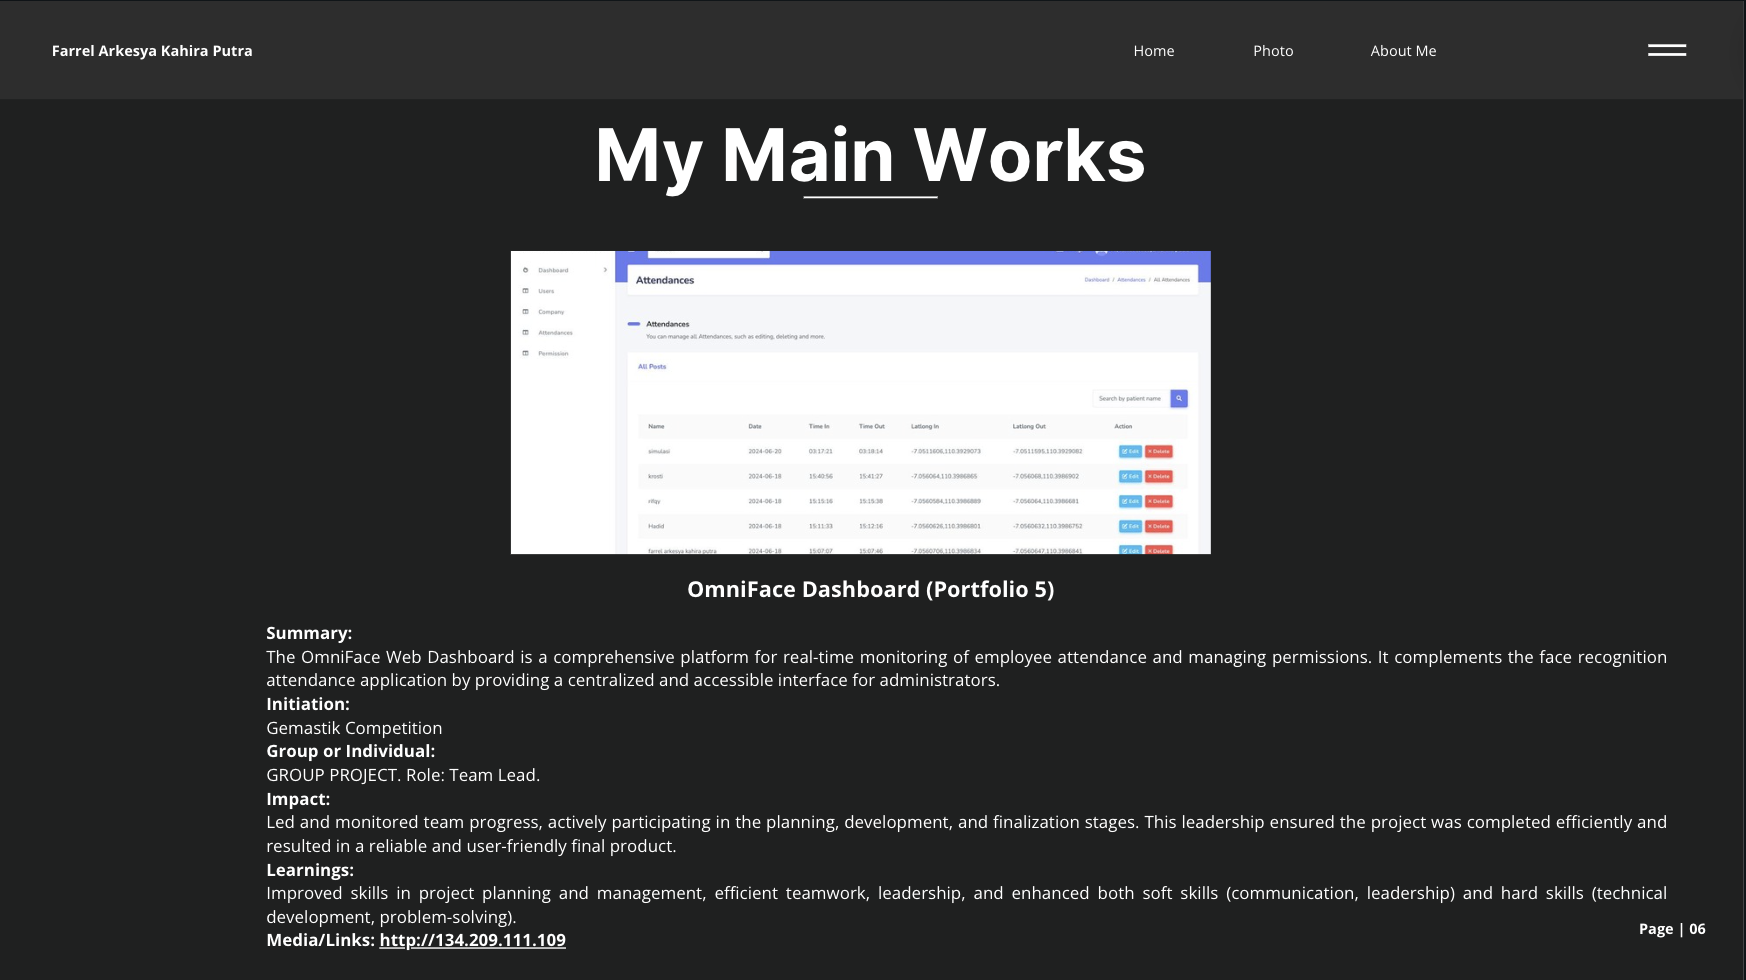 Farrel Arkesya Kahira Putra
Home Photo About Me
My Main Works
Dashboard
Users
Company
Attendances
Permission
Attendances
Dashboard / Attendances / All Attendances
Attendances
You can manage all Attendances, such as editing, deleting and more.
All Posts
Search by patient name
Name Date Time In Time Out Latlong In Latlong Out Action
simulasi 2024-06-20 03:17:21 03:18:14 -7.0511606,110.3929073 -7.0511595,110.3929082 Edit Delete
krosti 2024-06-18 15:40:56 15:41:27 -7.056064,110.3986965 -7.056068,110.3986902 Edit Delete
rifqy 2024-06-18 15:15:16 15:15:38 -7.0560584,110.3986889 -7.056064,110.3986681 Edit Delete
Hadid 2024-06-18 15:11:33 15:12:16 -7.0560626,110.3986801 -7.0560632,110.3986752 Edit Delete
farrel arkesya kahira putra 2024-06-18 15:07:07 15:07:46 -7.0560708,110.3986834 -7.0560647,110.3986841 Edit Delete
OmniFace Dashboard (Portfolio 5)
Summary:
The OmniFace Web Dashboard is a comprehensive platform for real-time monitoring of employee attendance and managing permissions. It complements the face recognition
attendance application by providing a centralized and accessible interface for administrators.
Initiation:
Gemastik Competition
Group or Individual:
GROUP PROJECT. Role: Team Lead.
Impact:
Led and monitored team progress, actively participating in the planning, development, and finalization stages. This leadership ensured the project was completed efficiently and
resulted in a reliable and user-friendly final product.
Learnings:
Improved skills in project planning and management, efficient teamwork, leadership, and enhanced both soft skills (communication, leadership) and hard skills (technical
development, problem-solving).
Media/Links: http://134.209.111.109
Page | 06